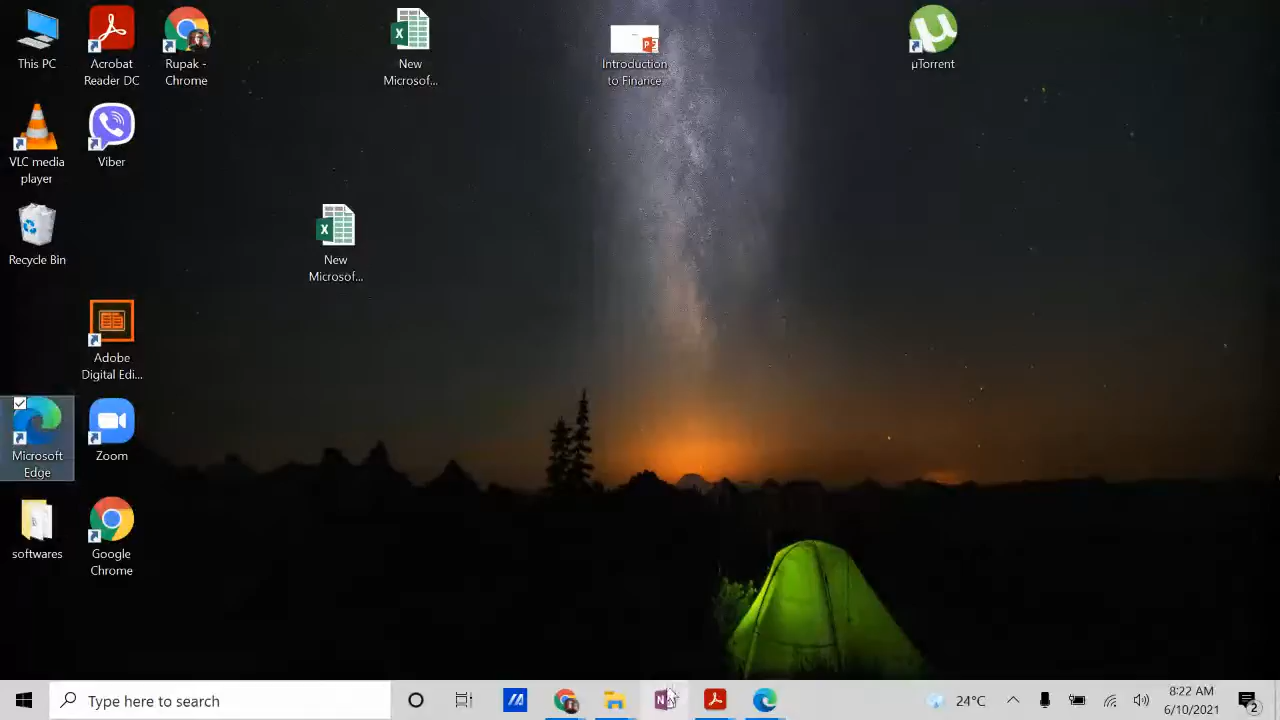 This PC
Acrobat
Reader DC
Rupak -
Chrome
New
Microsof...
Introduction
to Finance
µTorrent
VLC media
player
Viber
Recycle Bin
New
Microsof...
Adobe
Digital Edi...
Microsoft
Edge
Zoom
softwares
Google
Chrome
Type here to search
24°C
8:22 AM
6/10/2021
2